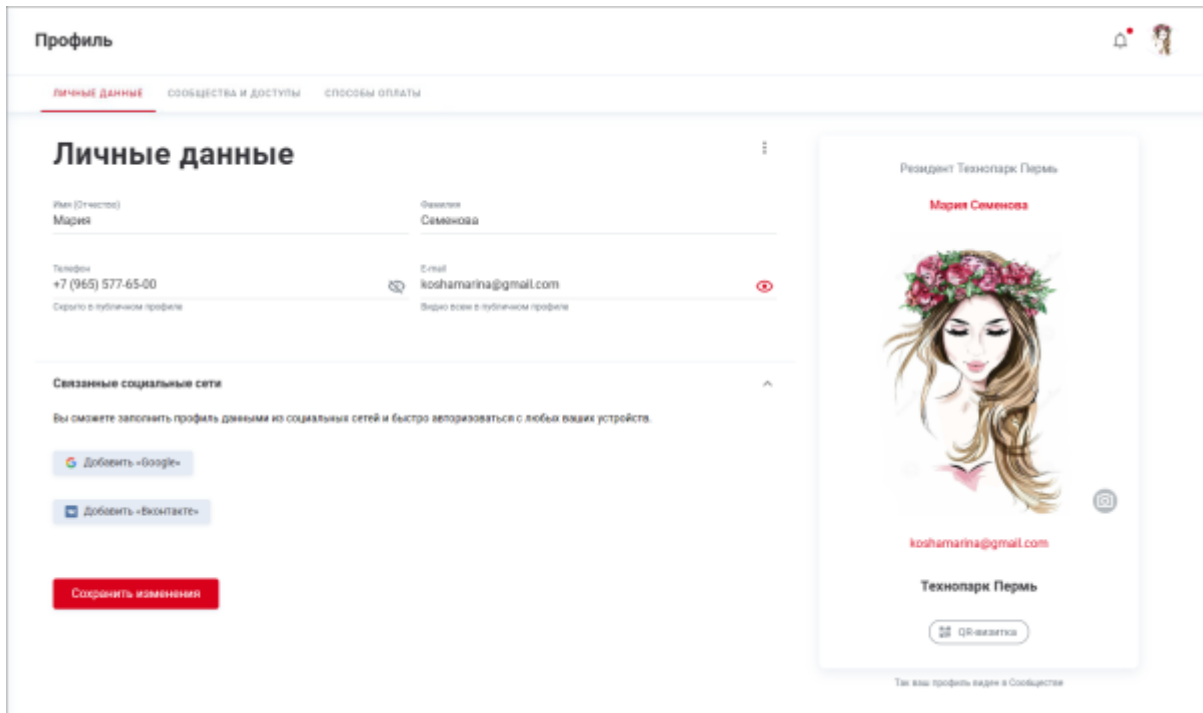 Профиль
ЛИЧНЫЕ ДАННЫЕ СООБЩЕСТВА И ДОСТУПЫ СПОСОБЫ ОПЛАТЫ
Личные данные
Имя (Отчество) Фамилия
Мария Семенова
Телефон E-mail
+7 (965) 577-65-00 koshamarina@gmail.com
Скрыто в публичном профиле Видно всем в публичном профиле
Связанные социальные сети
Вы сможете заполнить профиль данными из социальных сетей и быстро авторизоваться с любых ваших устройств.
Добавить «Google»
Добавить «Вконтакте»
Сохранить изменения
Резидент Технопарк Пермь
Мария Семенова
koshamarina@gmail.com
Технопарк Пермь
QR-визитка
Так ваш профиль виден в Сообществе